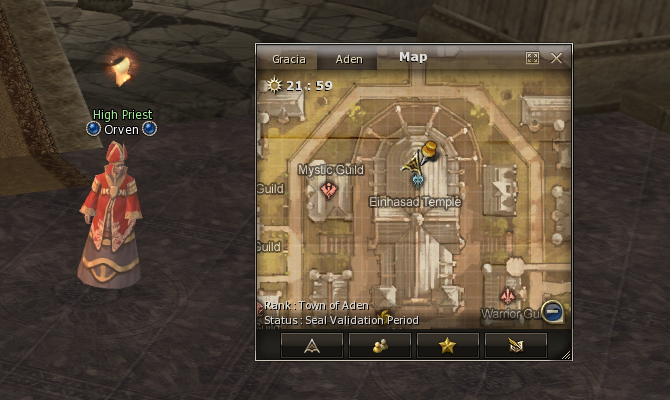 High Priest
Orven
Gracia
Aden
Map
21 : 59
Mystic Guild
Guild
Einhasad Temple
Guild
Rank : Town of Aden
Status : Seal Validation Period
Warrior Gu